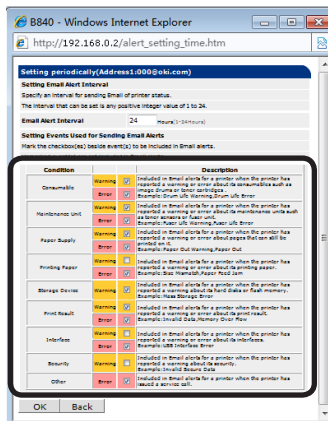 B840 - Windows Internet Explorer
http://192.168.0.2/alert_setting_time.htm
Setting periodically(Address1:000@oki.com)
Setting Email Alert Interval
Specify an interval for sending Email of printer status.
The interval that can be set is any positive integer value of 1 to 24.
Email Alert Interval 24 Hours(1-24Hours)
Setting Events Used for Sending Email Alerts
Mark the checkbox(es) beside event(s) to be included in Email alerts.
Condition Description
Consumable
Warning
Error
Included in Email alerts for a printer when the printer has
reported a warning or error about its consumables such as
image drums or toner cartridges.
Example: Drum Life Warning,Drum Life Error
Maintenance Unit
Warning
Error
Included in Email alerts for a printer when the printer has
reported a warning or error about its maintenance units such
as toner sensors or fuser unit.
Example: Fuser Life Warning,Fuser Life Error
Paper Supply
Warning
Error
Included in Email alerts for a printer when the printer has
reported a warning or error about pages that can still be
printed on it.
Example: Paper Out Warning,Paper Out
Printing Paper
Warning
Error
Included in Email alerts for a printer when the printer has
reported a warning or error about its printing paper.
Example: Size Mismatch,Paper Feed Jam
Storage Device
Warning
Error
Included in Email alerts for a printer when the printer has
reported a warning about its hard disks or flash memory.
Example: Mass Storage Error
Print Result
Warning
Error
Included in Email alerts for a printer when the printer has
reported a warning or error about its print result.
Example: Invalid Data,Memory Over Flow
Interface
Warning
Error
Included in Email alerts for a printer when the printer has
reported a warning or error about its interfaces.
Example: USB Interface Error
Security
Warning
Included in Email alerts for a printer when the printer has
reported a warning about its security.
Example: Invalid Secure Data
Other
Error
Included in Email alerts for a printer when the printer has
issued a service call.
OK Back